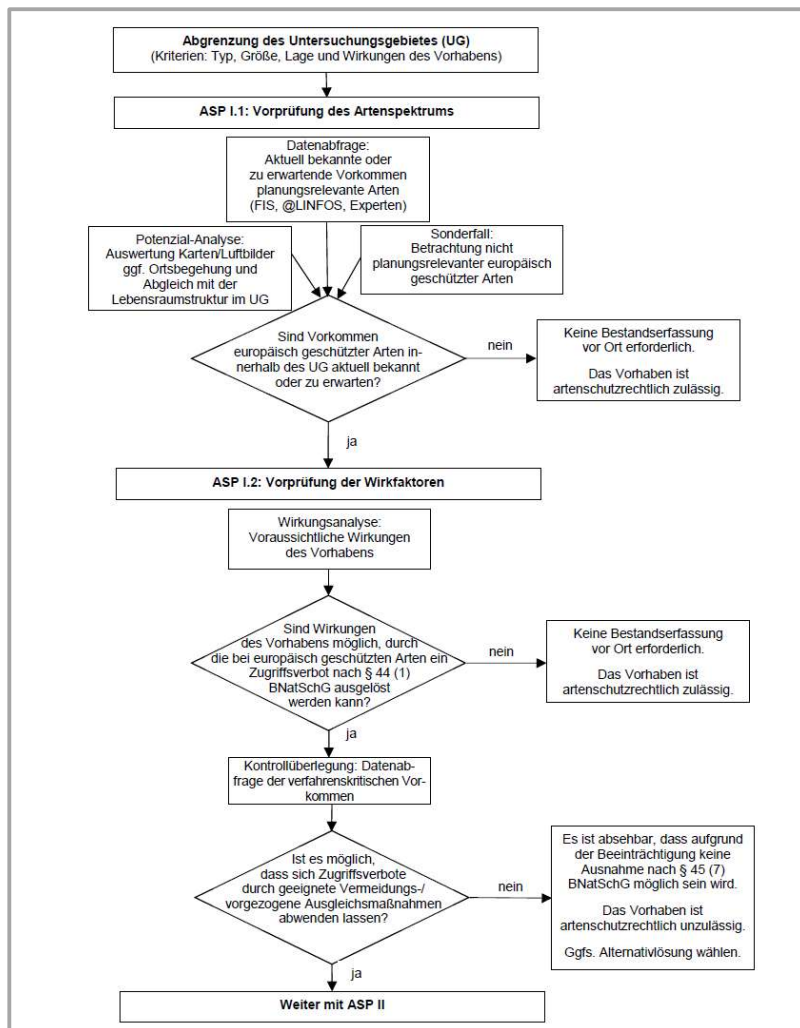 Abgrenzung des Untersuchungsgebietes (UG)
(Kriterien: Typ, Größe, Lage und Wirkungen des Vorhabens)
ASP I.1: Vorprüfung des Artenspektrums
Datenabfrage:
Aktuell bekannte oder
zu erwartende Vorkommen
planungsrelevante Arten
(FIS, @LINFOS, Experten)
Potenzial-Analyse:
Auswertung Karten/Luftbilder
ggf. Ortsbegehung und
Abgleich mit der
Lebensraumstruktur im UG
Sonderfall:
Betrachtung nicht
planungsrelevanter europäisch
geschützter Arten
Sind Vorkommen
europäisch geschützter Arten in-
nerhalb des UG aktuell bekannt
oder zu erwarten?
nein
Keine Bestandserfassung
vor Ort erforderlich.
Das Vorhaben ist
artenschutzrechtlich zulässig.
ja
ASP I.2: Vorprüfung der Wirkfaktoren
Wirkungsanalyse:
Voraussichtliche Wirkungen
des Vorhabens
Sind Wirkungen
des Vorhabens möglich, durch
die bei europäisch geschützten Arten ein
Zugriffsverbot nach § 44 (1)
BNatSchG ausgelöst
werden kann?
nein
Keine Bestandserfassung
vor Ort erforderlich.
Das Vorhaben ist
artenschutzrechtlich zulässig.
ja
Kontrollüberlegung: Datenab-
frage der verfahrenskritischen Vor-
kommen
Ist es möglich,
dass sich Zugriffsverbote
durch geeignete Vermeidungs-/
vorgezogene Ausgleichsmaßnahmen
abwenden lassen?
nein
Es ist absehbar, dass aufgrund
der Beeinträchtigung keine
Ausnahme nach § 45 (7)
BNatSchG möglich sein wird.
Das Vorhaben ist
artenschutzrechtlich unzulässig.
Ggfs. Alternativlösung wählen.
ja
Weiter mit ASP II